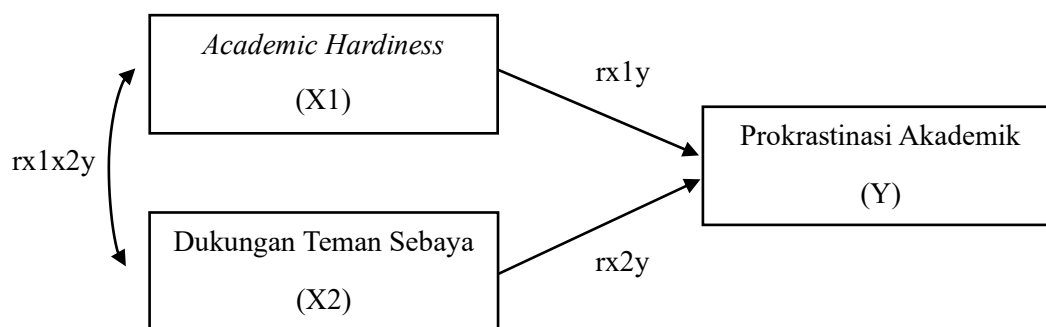 Academic Hardiness
(X1)
rx1y
Prokrastinasi Akademik
(Y)
rx1x2y
Dukungan Teman Sebaya
(X2)
rx2y